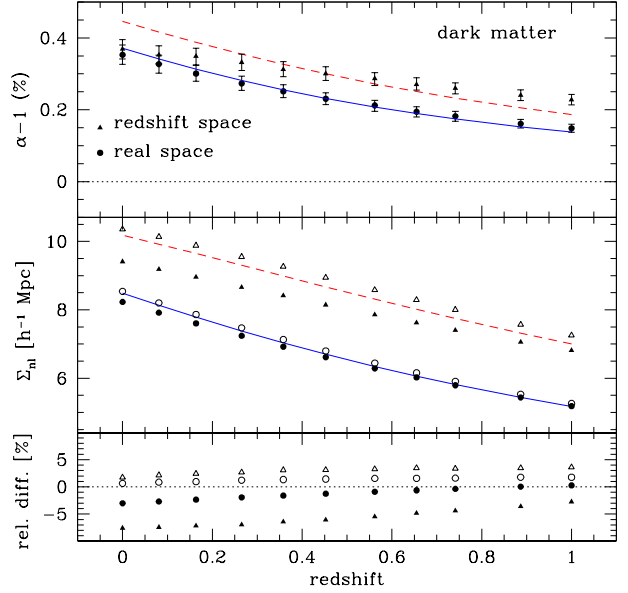 dark matter
0.4
0.2
0
α−1 (%)
redshift space
real space
10
8
6
Σnl [h⁻¹ Mpc]
5
0
−5
rel. diff. [%]
0 0.2 0.4 0.6 0.8 1
redshift